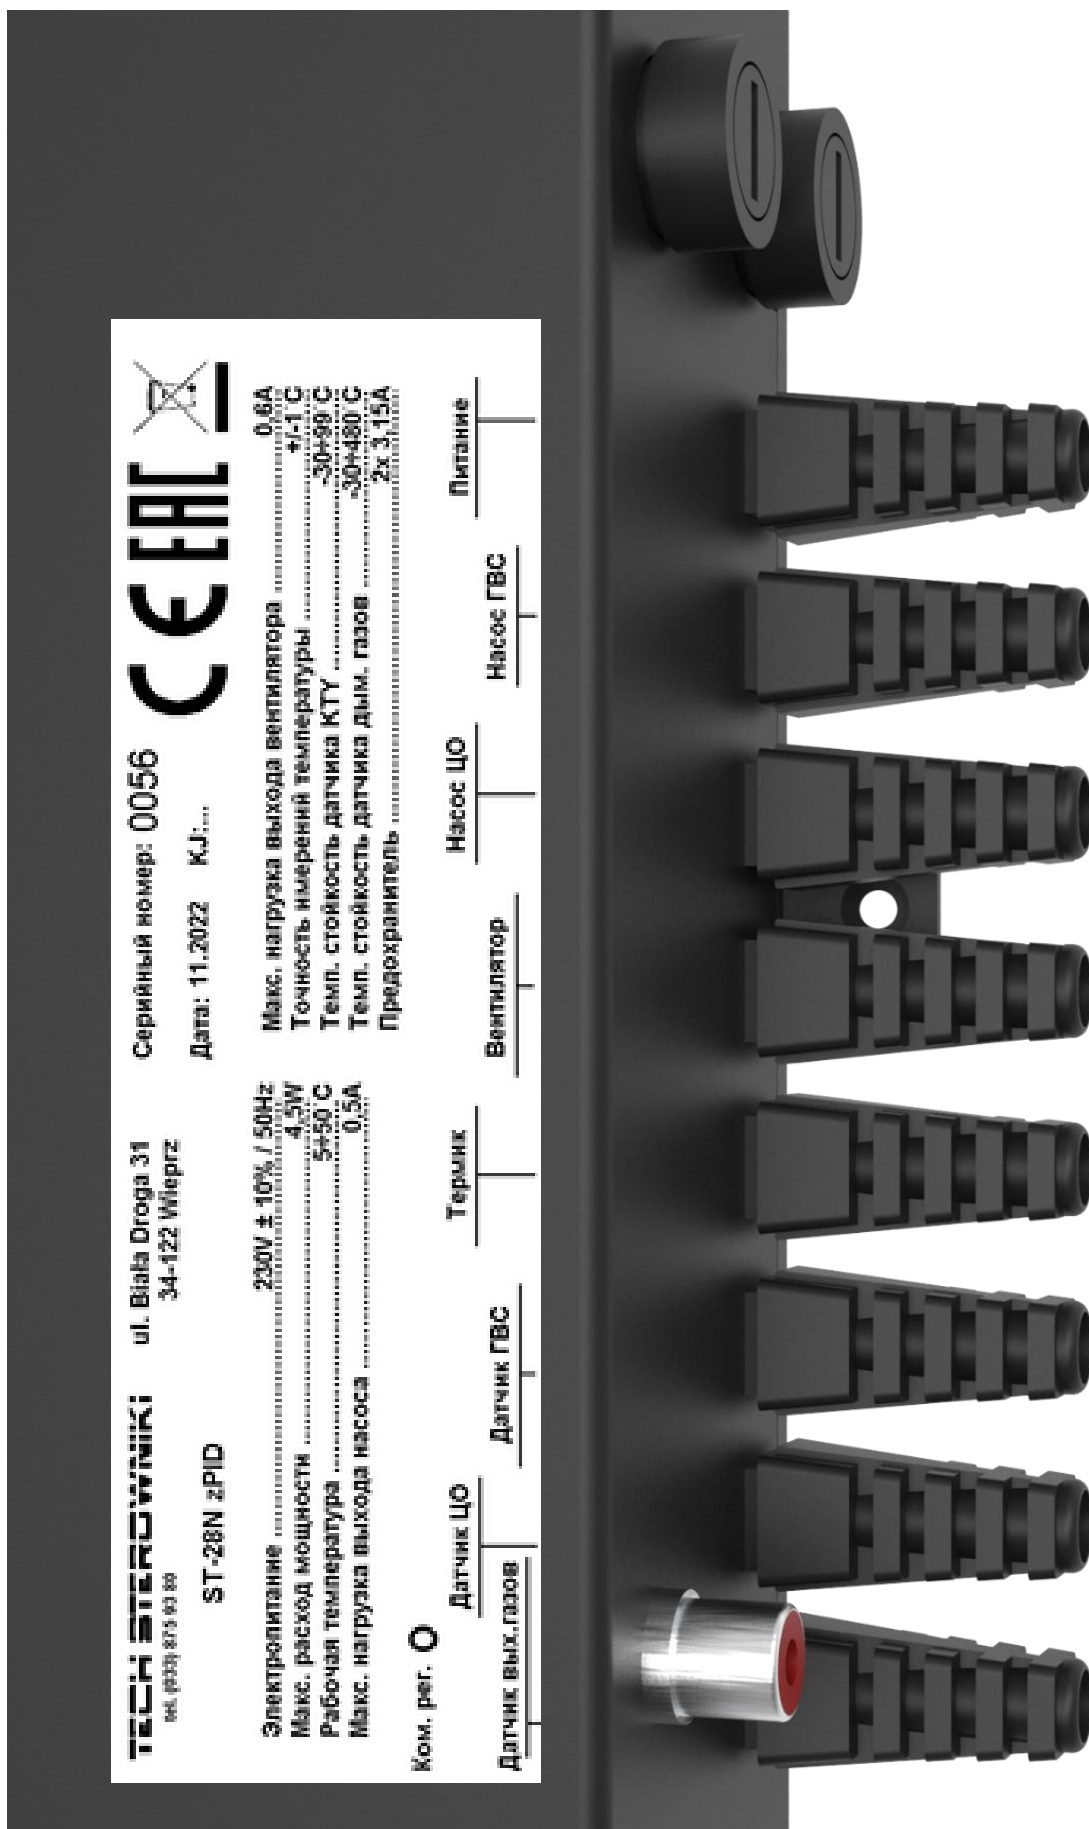 TECH STEROWNIKI
tel. (033) 875 93 80
ul. Biała Droga 31
34-122 Wieprz
ST-28N zPID
Серийный номер: 0056
Дата: 11.2022 KJ:...
CE EAC
Электропитание 230V ± 10% / 50Hz
Макс. расход мощности 4,5W
Рабочая температура 5÷50˚C
Макс. нагрузка выхода насоса 0,5A
Макс. нагрузка выхода вентилятора 0,6A
Точность имерений температуры +/-1˚C
Темп. стойкость датчика KTY -30÷99˚C
Темп. стойкость датчика дым. газов -30÷480˚C
Предохранитель 2x 3,15A
Ком. рег. O
Датчик вых.газов
Датчик ЦО
Датчик ГВС
Термик
Вентилятор
Насос ЦО
Насос ГВС
Питание